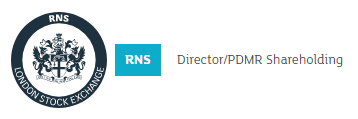 RNS
LONDON STOCK EXCHANGE
RNS
Director/PDMR Shareholding